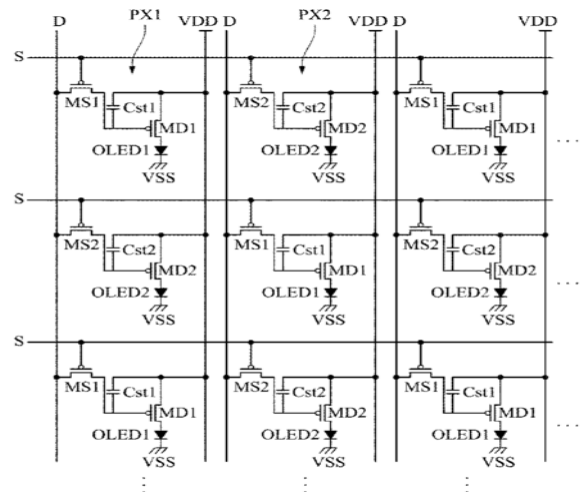 D PX1 VDD D PX2 VDD D VDD
S
MS1 Cst1 MS2 Cst2 MS1 Cst1
MD1 MD2 MD1
OLED1 OLED2 OLED1
VSS VSS VSS
S
MS2 Cst2 MS1 Cst1 MS2 Cst2
MD2 MD1 MD2
OLED2 OLED1 OLED2
VSS VSS VSS
S
MS1 Cst1 MS2 Cst2 MS1 Cst1
MD1 MD2 MD1
OLED1 OLED2 OLED1
VSS VSS VSS